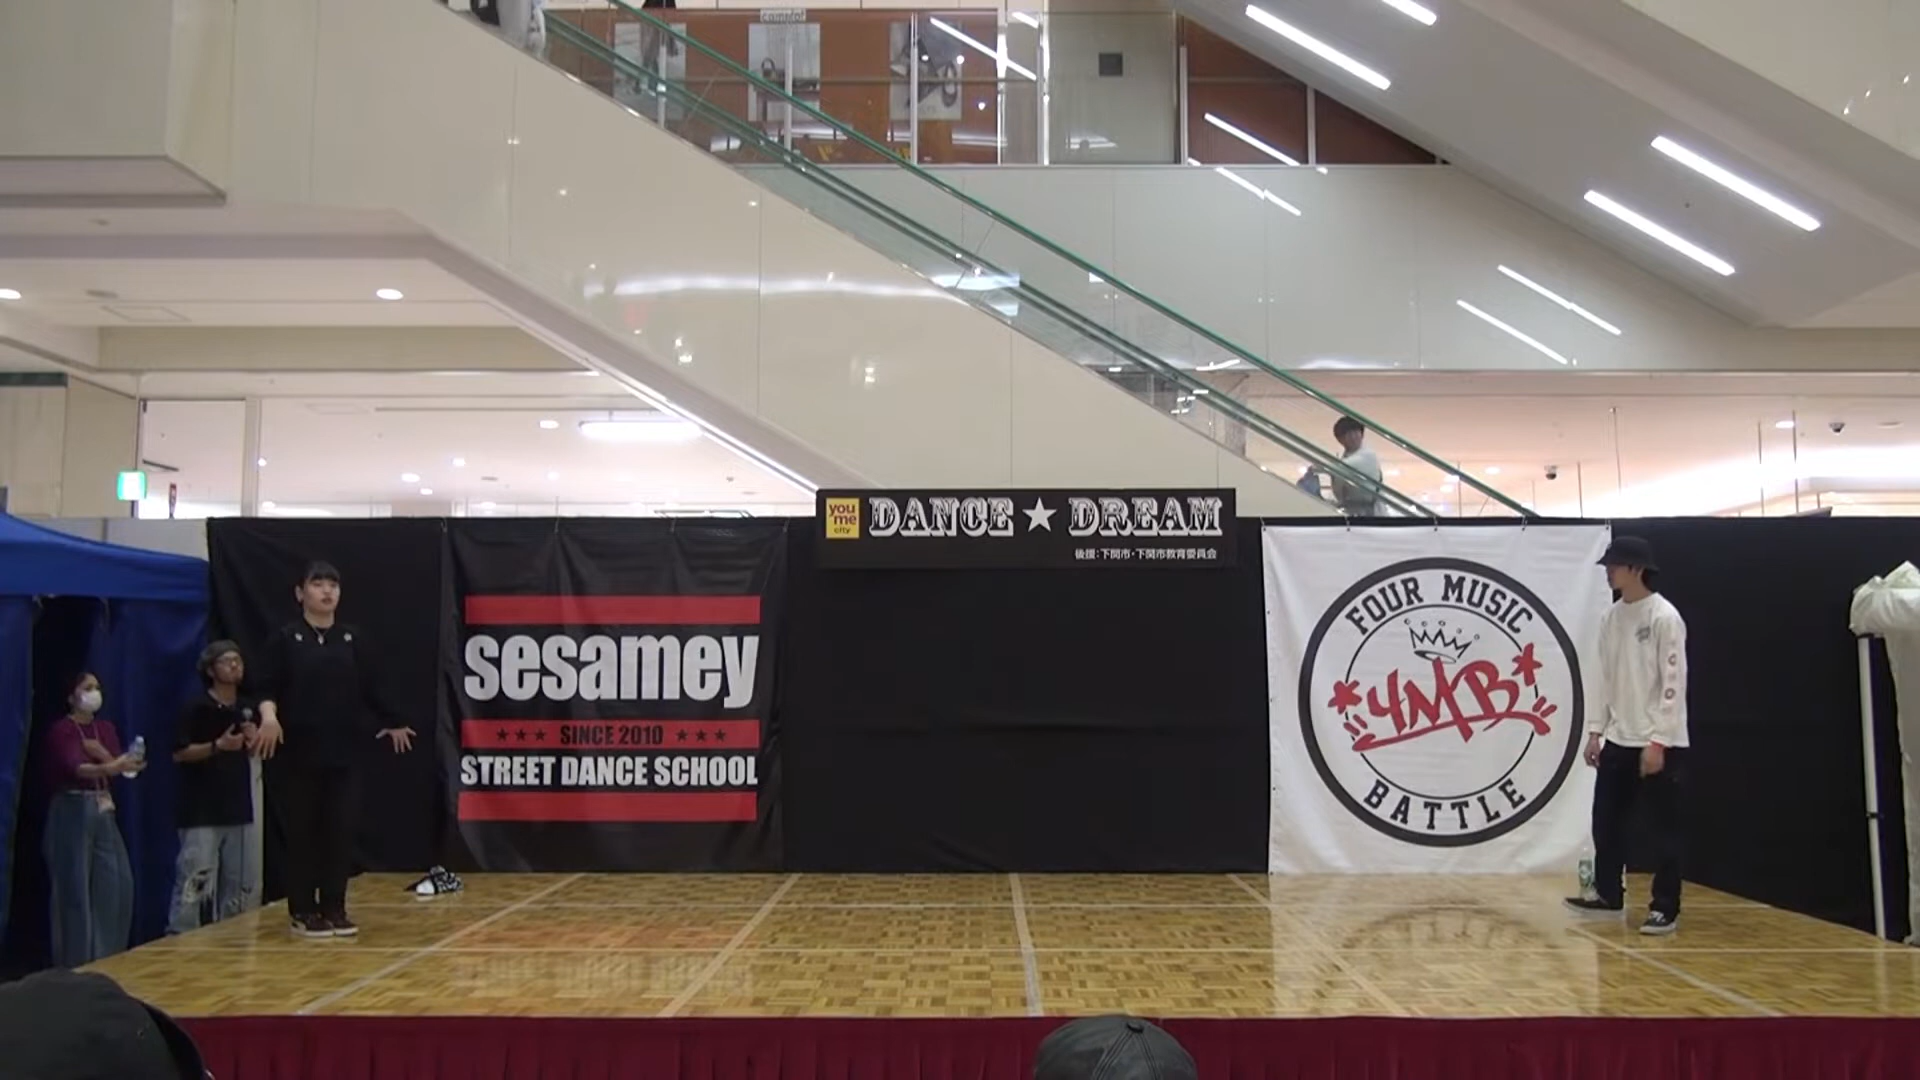 you
me
city
DANCE ★ DREAM
後援:下関市・下関市教育委員会
sesamey
★★★ SINCE 2010 ★★★
STREET DANCE SCHOOL
FOUR MUSIC
4MB
BATTLE